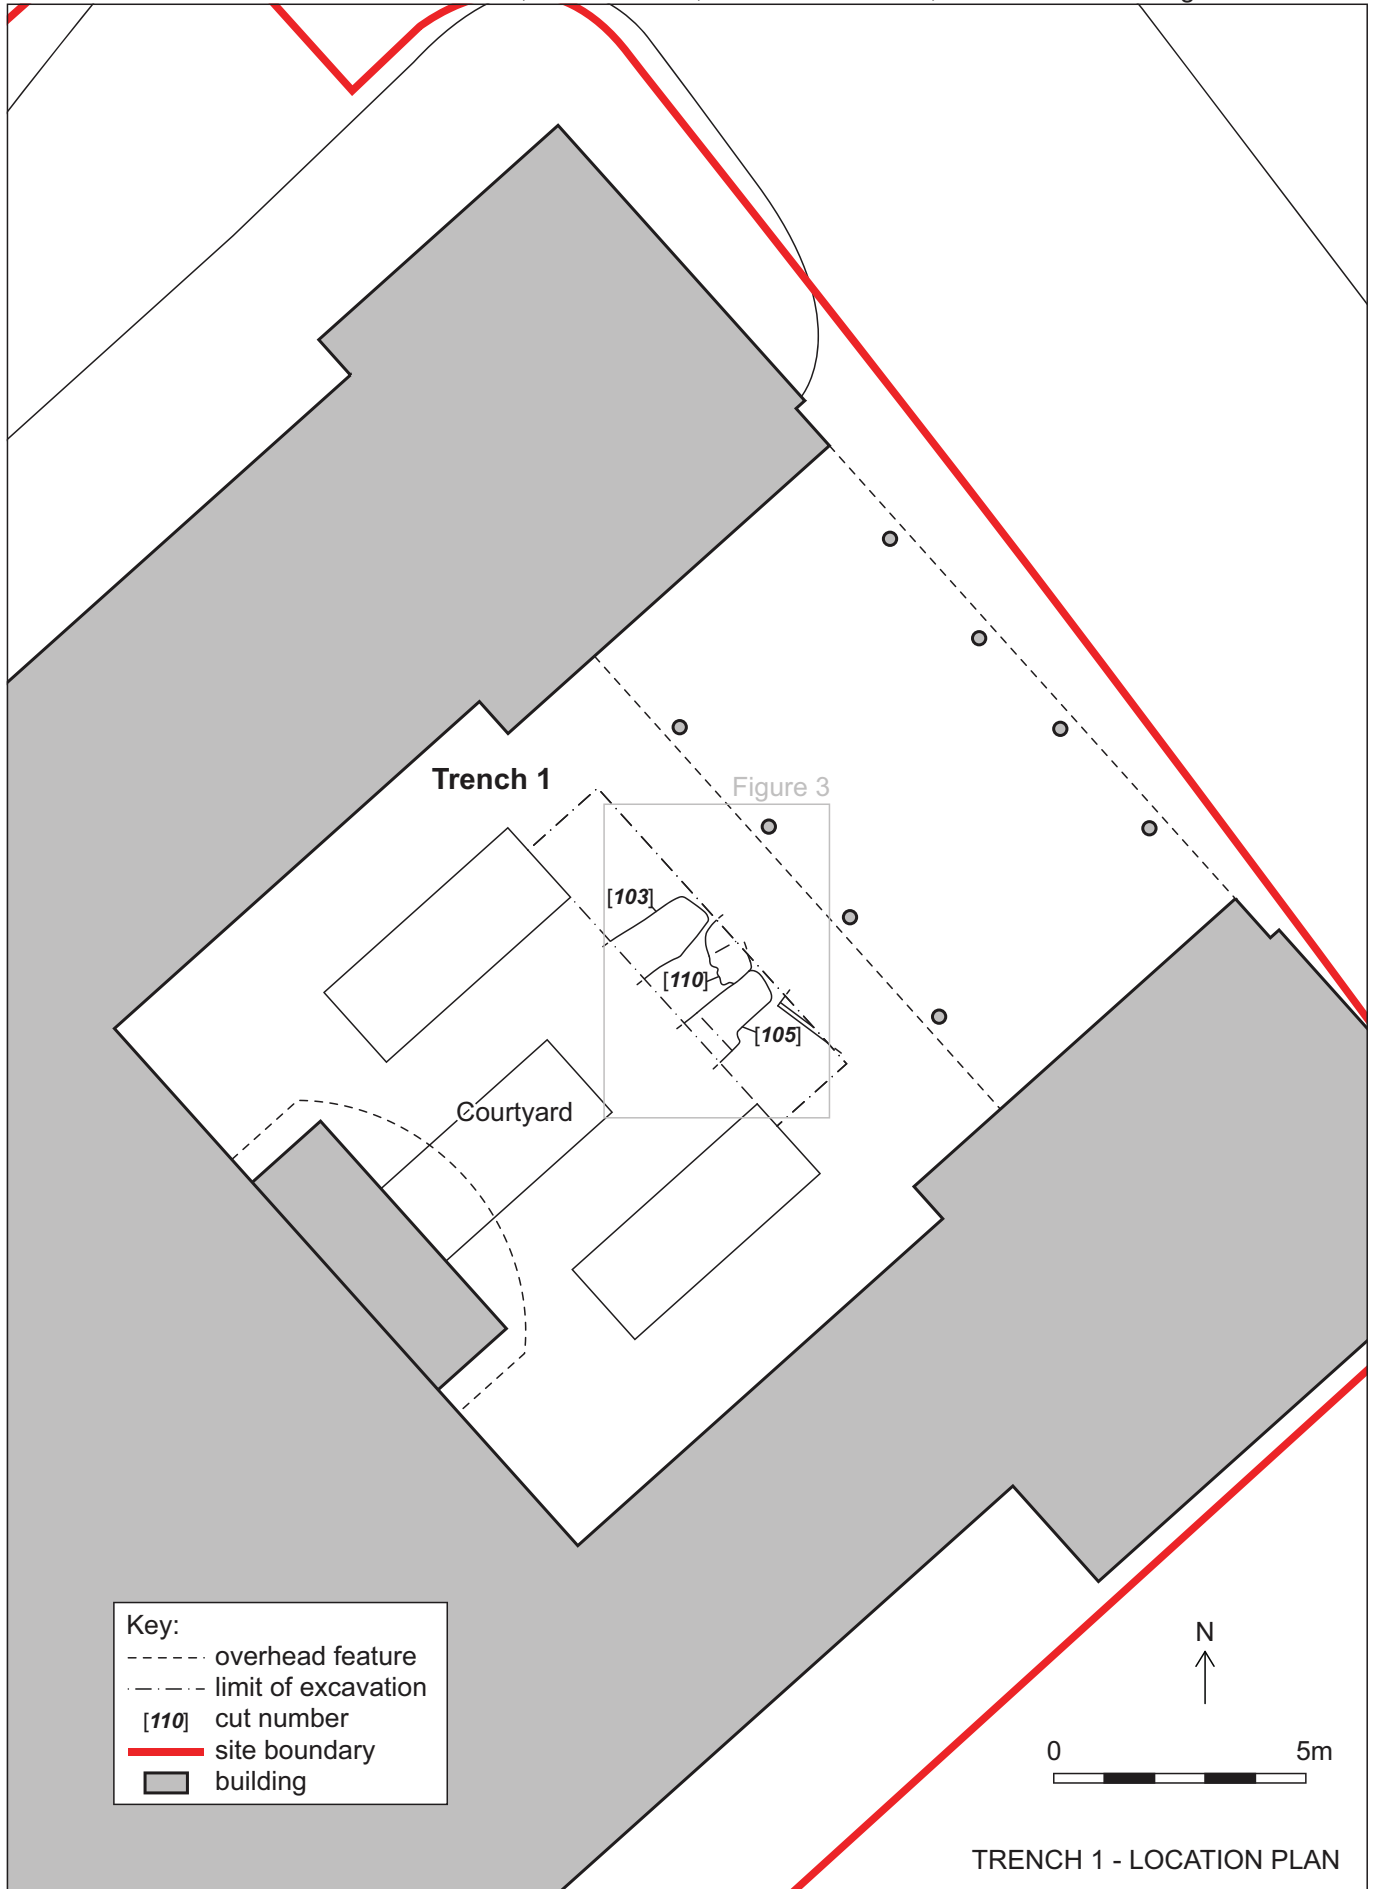 Trench 1
Figure 3
[103]
[110]
[105]
Courtyard
Key:
overhead feature
limit of excavation
[110] cut number
site boundary
building
N
0 5m
TRENCH 1 - LOCATION PLAN